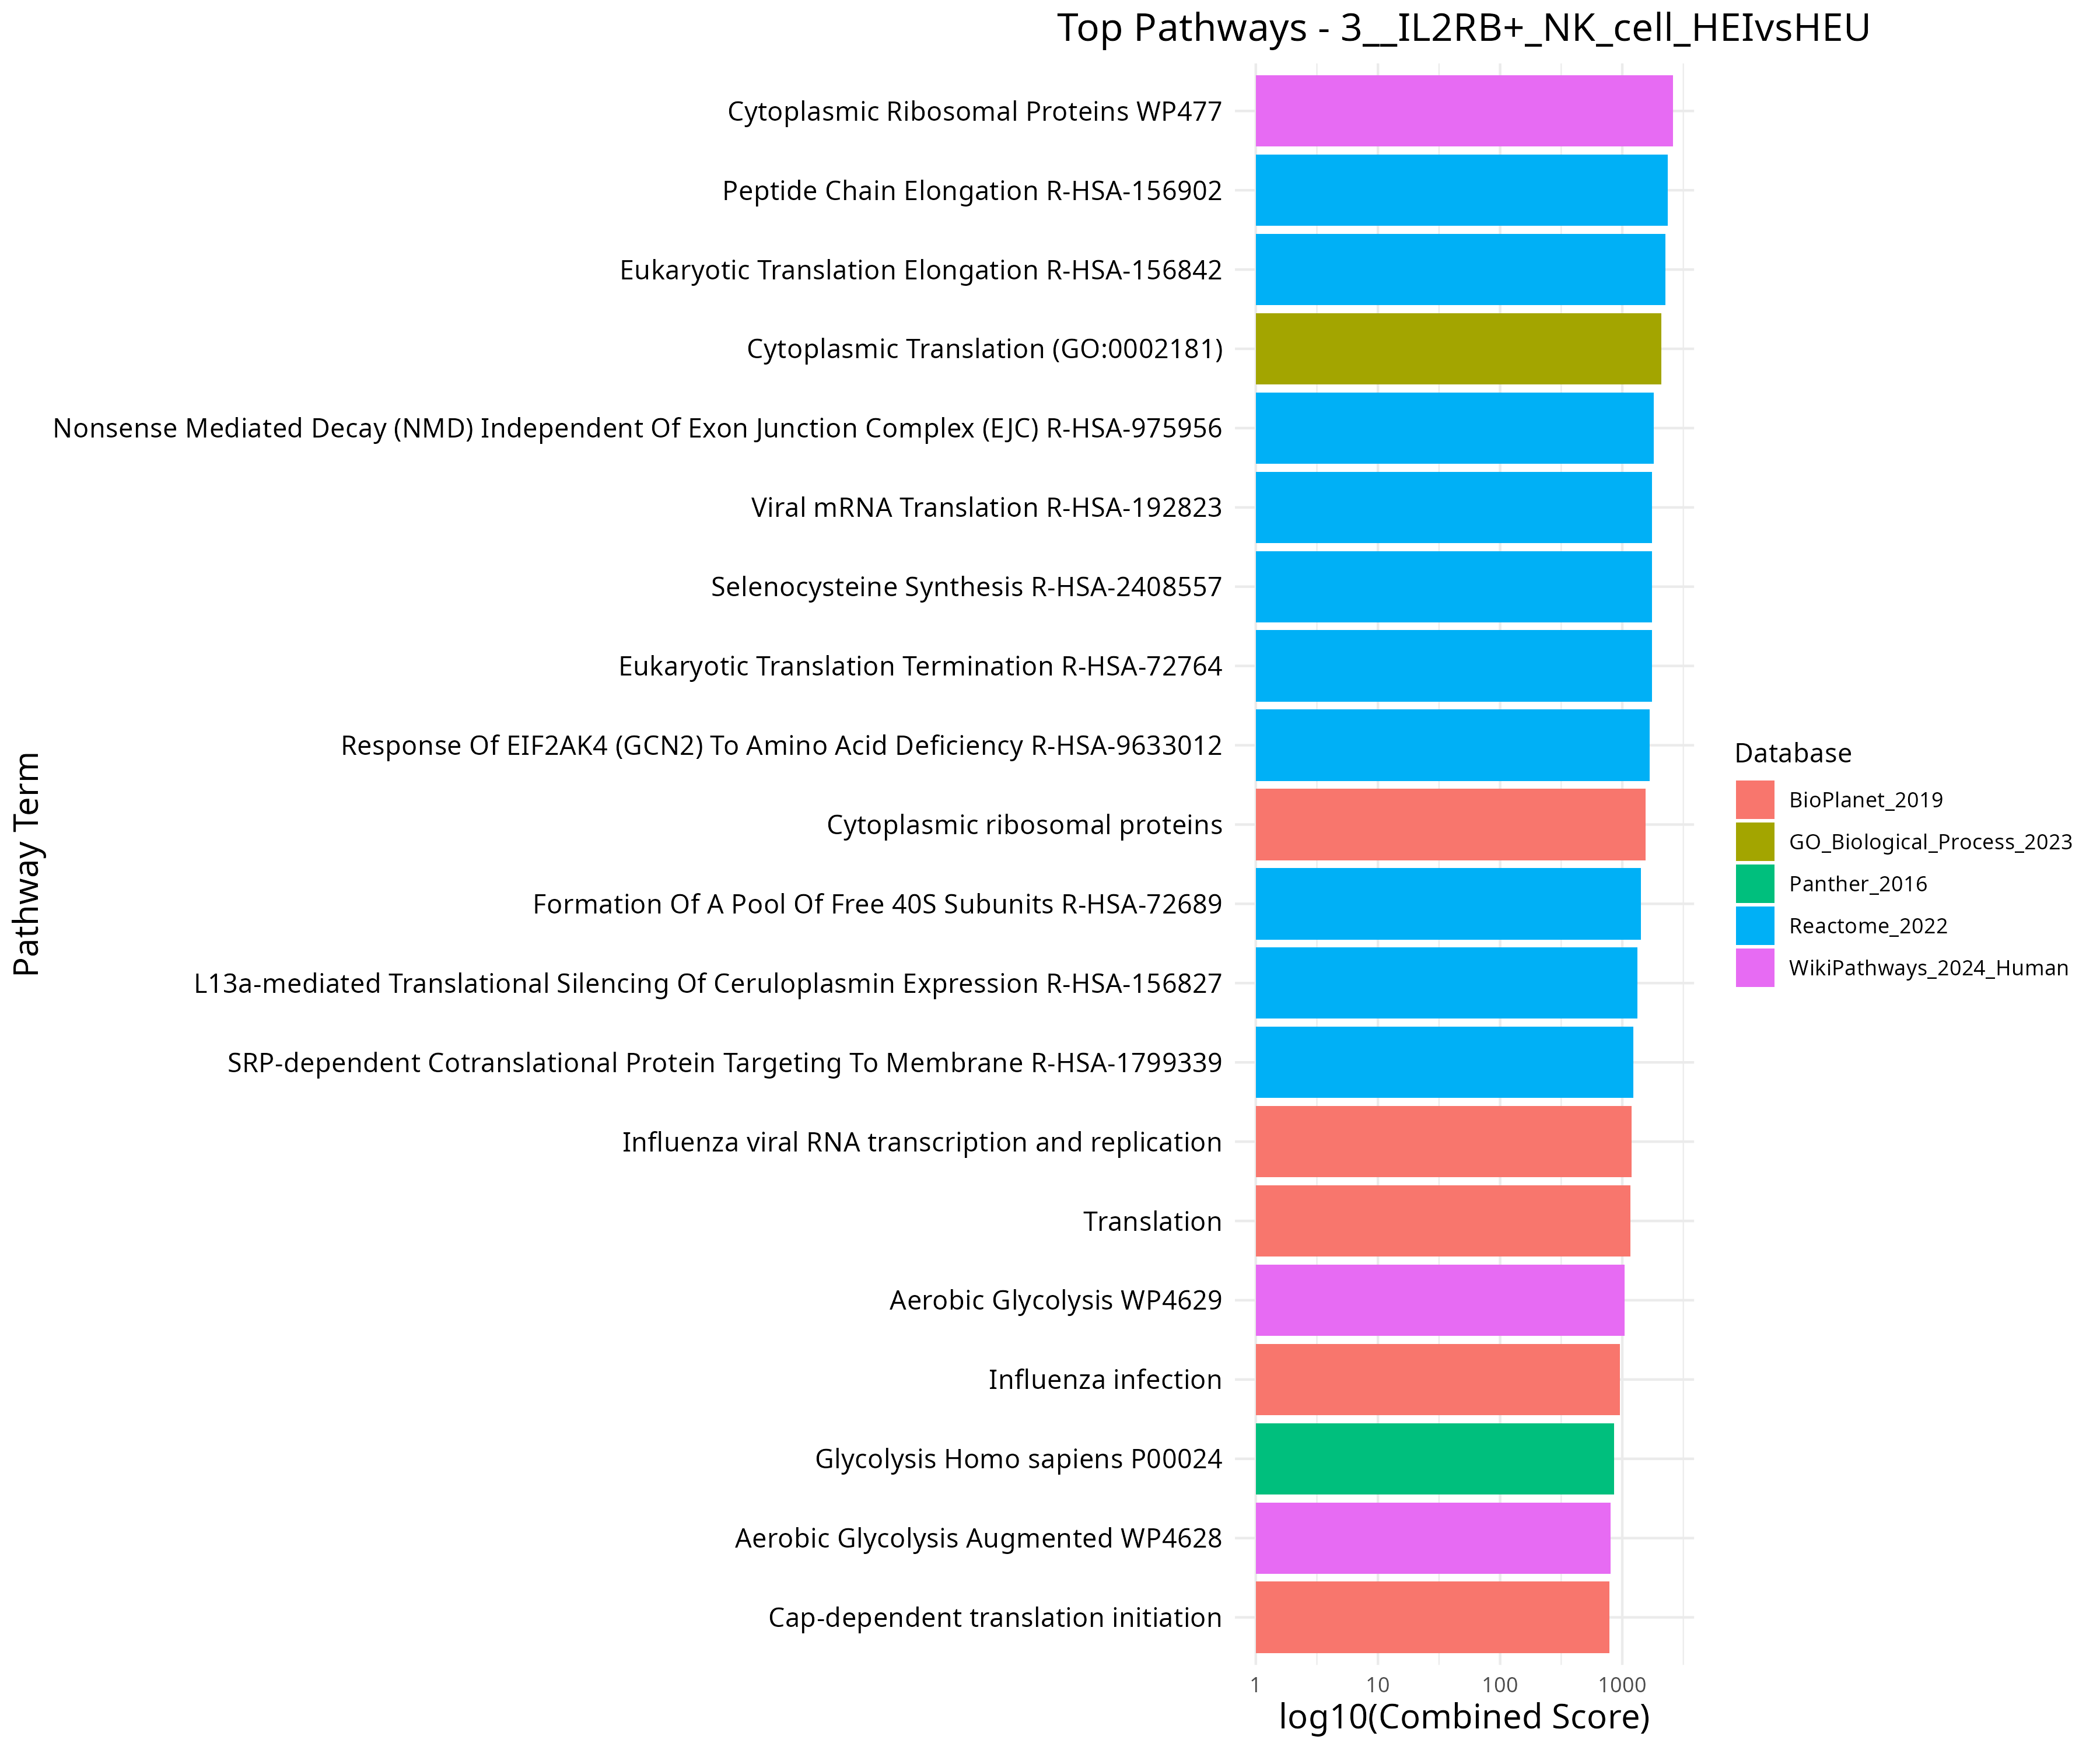 Top Pathways - 3__IL2RB+_NK_cell_HEIvsHEU
Pathway Term
Cytoplasmic Ribosomal Proteins WP477
Peptide Chain Elongation R-HSA-156902
Eukaryotic Translation Elongation R-HSA-156842
Cytoplasmic Translation (GO:0002181)
Nonsense Mediated Decay (NMD) Independent Of Exon Junction Complex (EJC) R-HSA-975956
Viral mRNA Translation R-HSA-192823
Selenocysteine Synthesis R-HSA-2408557
Eukaryotic Translation Termination R-HSA-72764
Response Of EIF2AK4 (GCN2) To Amino Acid Deficiency R-HSA-9633012
Cytoplasmic ribosomal proteins
Formation Of A Pool Of Free 40S Subunits R-HSA-72689
L13a-mediated Translational Silencing Of Ceruloplasmin Expression R-HSA-156827
SRP-dependent Cotranslational Protein Targeting To Membrane R-HSA-1799339
Influenza viral RNA transcription and replication
Translation
Aerobic Glycolysis WP4629
Influenza infection
Glycolysis Homo sapiens P00024
Aerobic Glycolysis Augmented WP4628
Cap-dependent translation initiation
1 10 100 1000
log10(Combined Score)
Database
BioPlanet_2019
GO_Biological_Process_2023
Panther_2016
Reactome_2022
WikiPathways_2024_Human